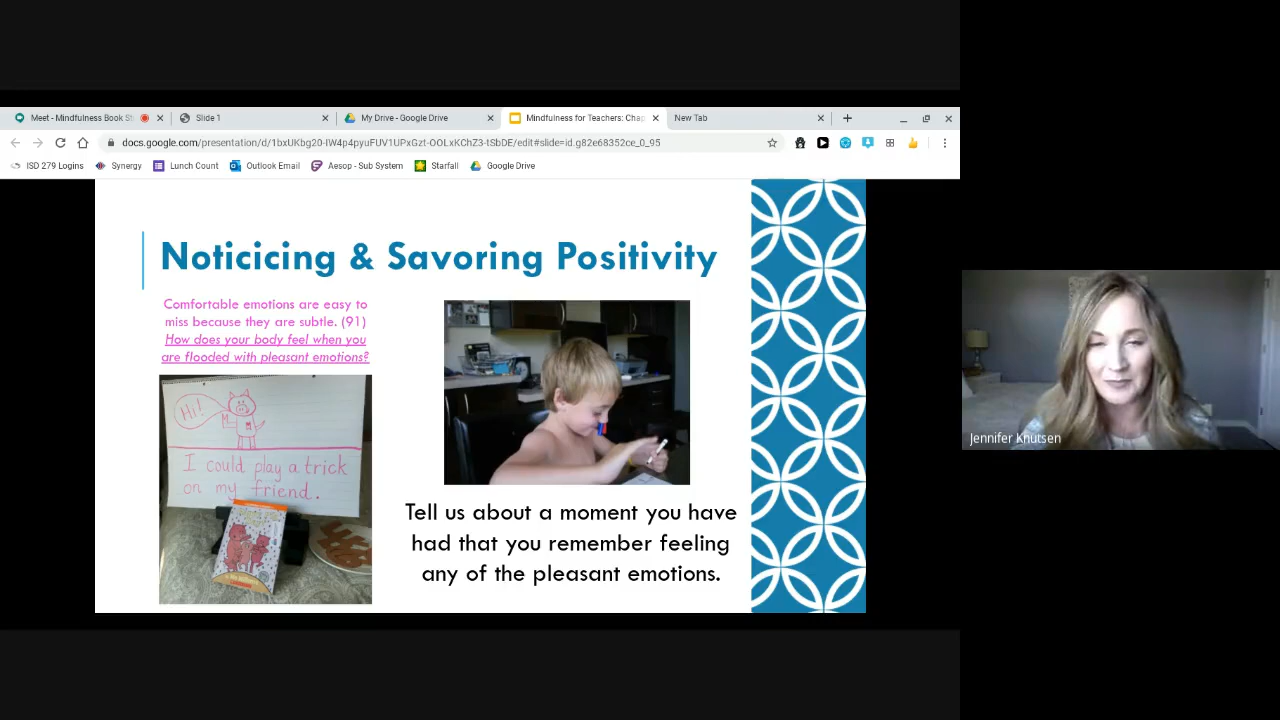 Meet - Mindfulness Book St
Slide 1
My Drive - Google Drive
Mindfulness for Teachers: Chap
New Tab
docs.google.com/presentation/d/1bxUKbg20-IW4p4pyuFUV1UPxGzt-OOLxKChZ3-tSbDE/edit#slide=id.g82e68352ce_0_95
ISD 279 Logins
Synergy
Lunch Count
Outlook Email
Aesop - Sub System
Starfall
Google Drive
Noticicing & Savoring Positivity
Comfortable emotions are easy to
miss because they are subtle. (91)
How does your body feel when you
are flooded with pleasant emotions?
Hi!
M
I could play a trick
on my friend.
Tell us about a moment you have
had that you remember feeling
any of the pleasant emotions.
Jennifer Knutsen